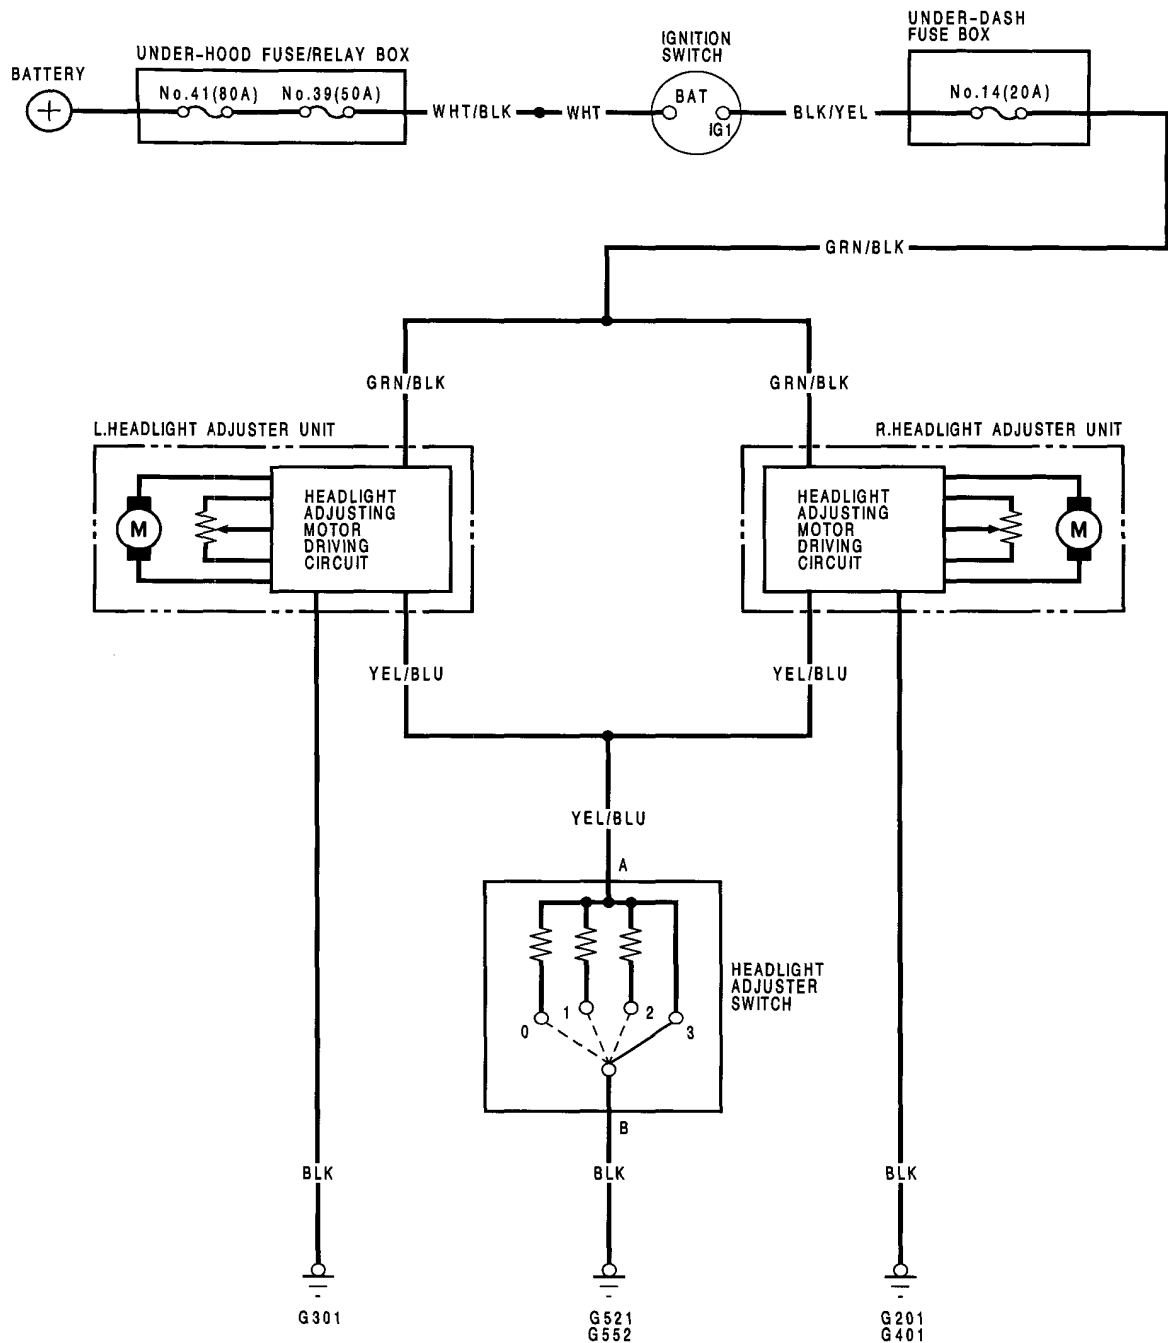 UNDER-DASH
FUSE BOX
IGNITION
SWITCH
UNDER-HOOD FUSE/RELAY BOX
BATTERY
No.41(80A) No.39(50A)
BAT
No.14(20A)
+
WHT/BLK
WHT
IG1
BLK/YEL
GRN/BLK
GRN/BLK
GRN/BLK
L.HEADLIGHT ADJUSTER UNIT
R.HEADLIGHT ADJUSTER UNIT
M
HEADLIGHT
ADJUSTING
MOTOR
DRIVING
CIRCUIT
HEADLIGHT
ADJUSTING
MOTOR
DRIVING
CIRCUIT
M
YEL/BLU
YEL/BLU
YEL/BLU
A
HEADLIGHT
ADJUSTER
SWITCH
0
1
2
3
B
BLK
BLK
BLK
G301
G521
G552
G201
G401